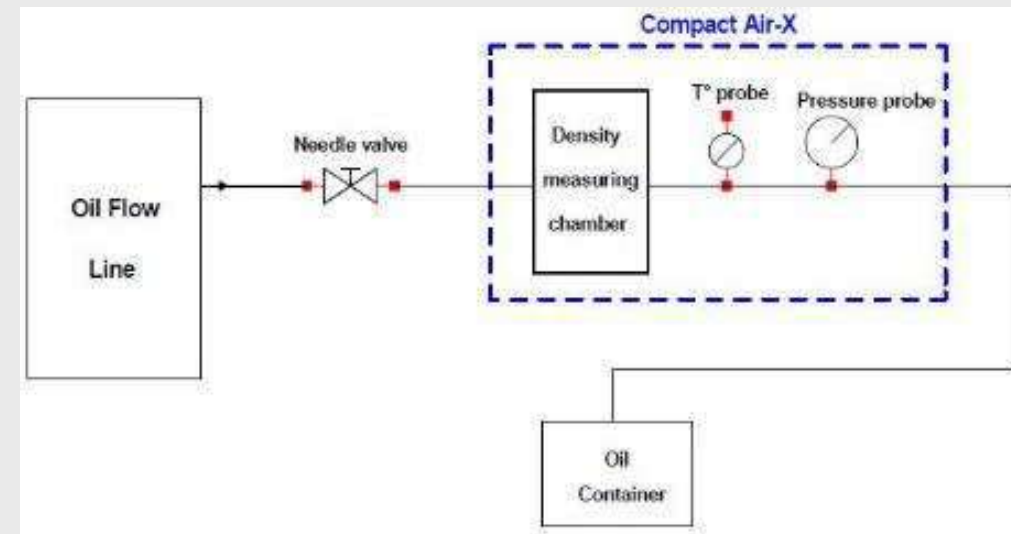 Compact Air-X
T° probe
Pressure probe
Needle valve
Density
measuring
chamber
Oil Flow
Line
Oil
Container